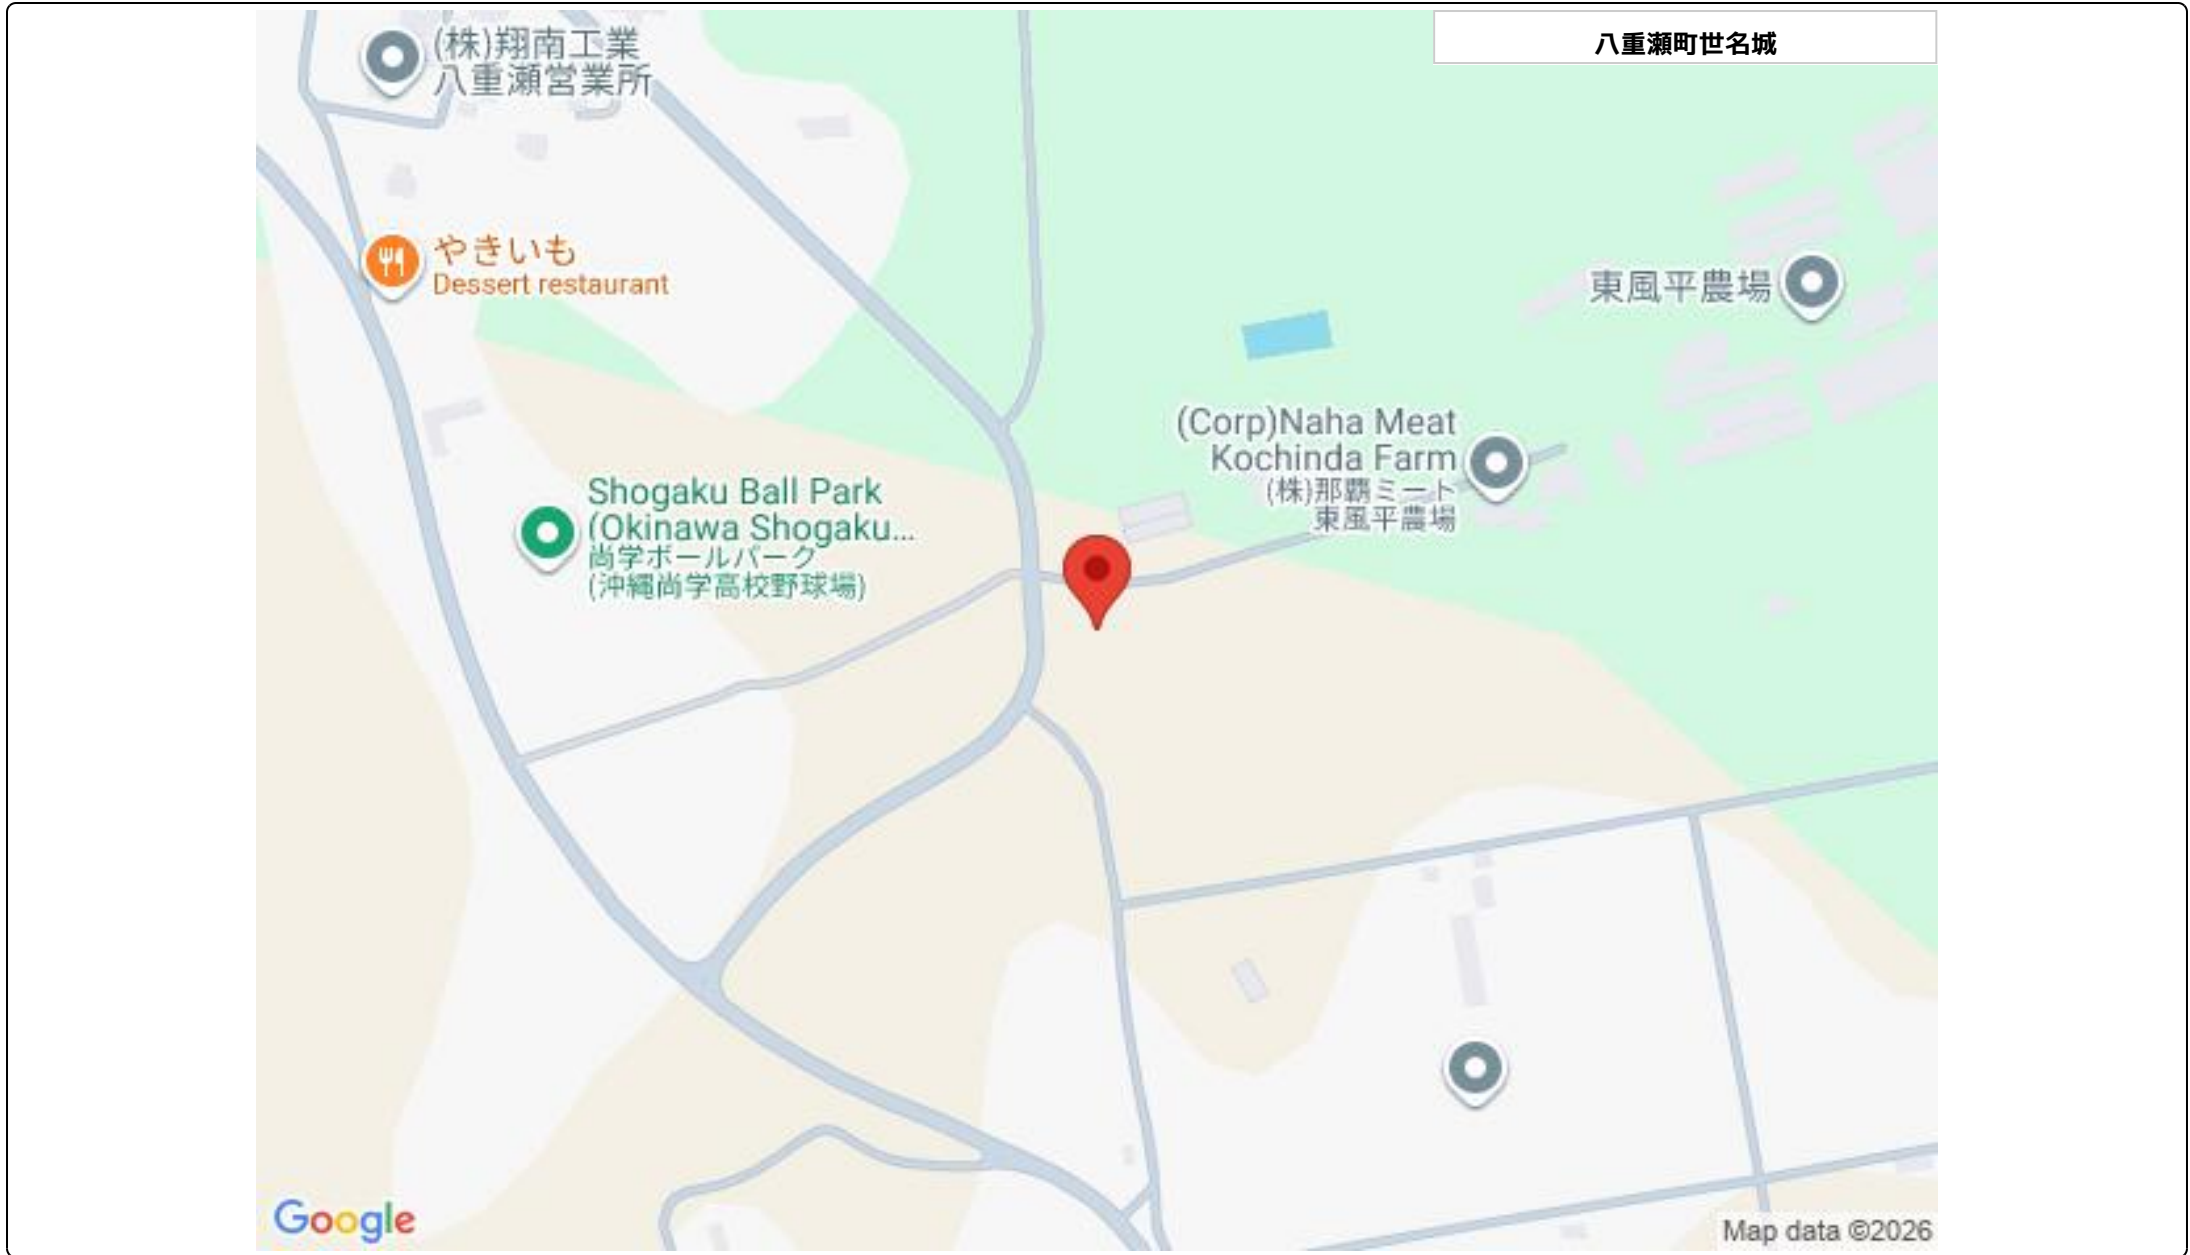 八重瀬町世名城
(株)翔南工業
八重瀬営業所
やきいも
Dessert restaurant
東風平農場
(Corp)Naha Meat
Kochinda Farm
(株)那覇ミート
東風平農場
Shogaku Ball Park
(Okinawa Shogaku...
尚学ボールパーク
(沖縄尚学高校野球場)
Google
Map data ©2026